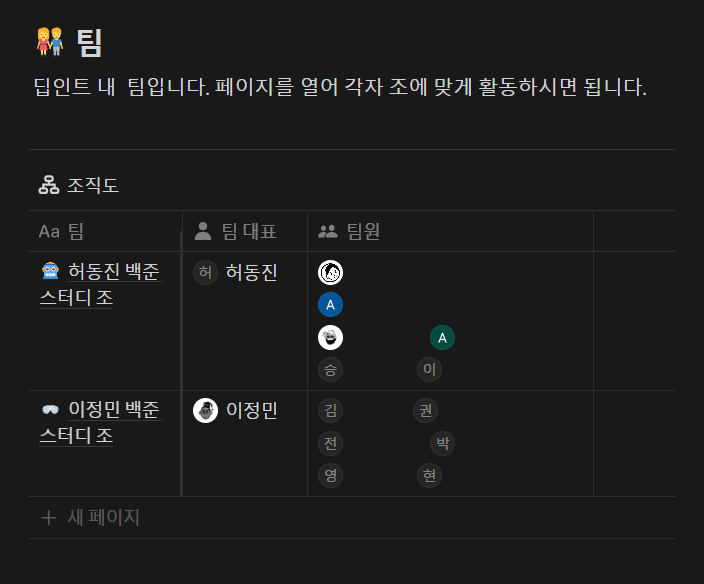 팀
딥인트 내 팀입니다. 페이지를 열어 각자 조에 맞게 활동하시면 됩니다.
조직도
Aa 팀 팀 대표 팀원
허동진 백준 허 허동진
스터디 조
A
A
승 이
이정민 백준 이정민 김 권
스터디 조
전 박
영 현
+ 새 페이지